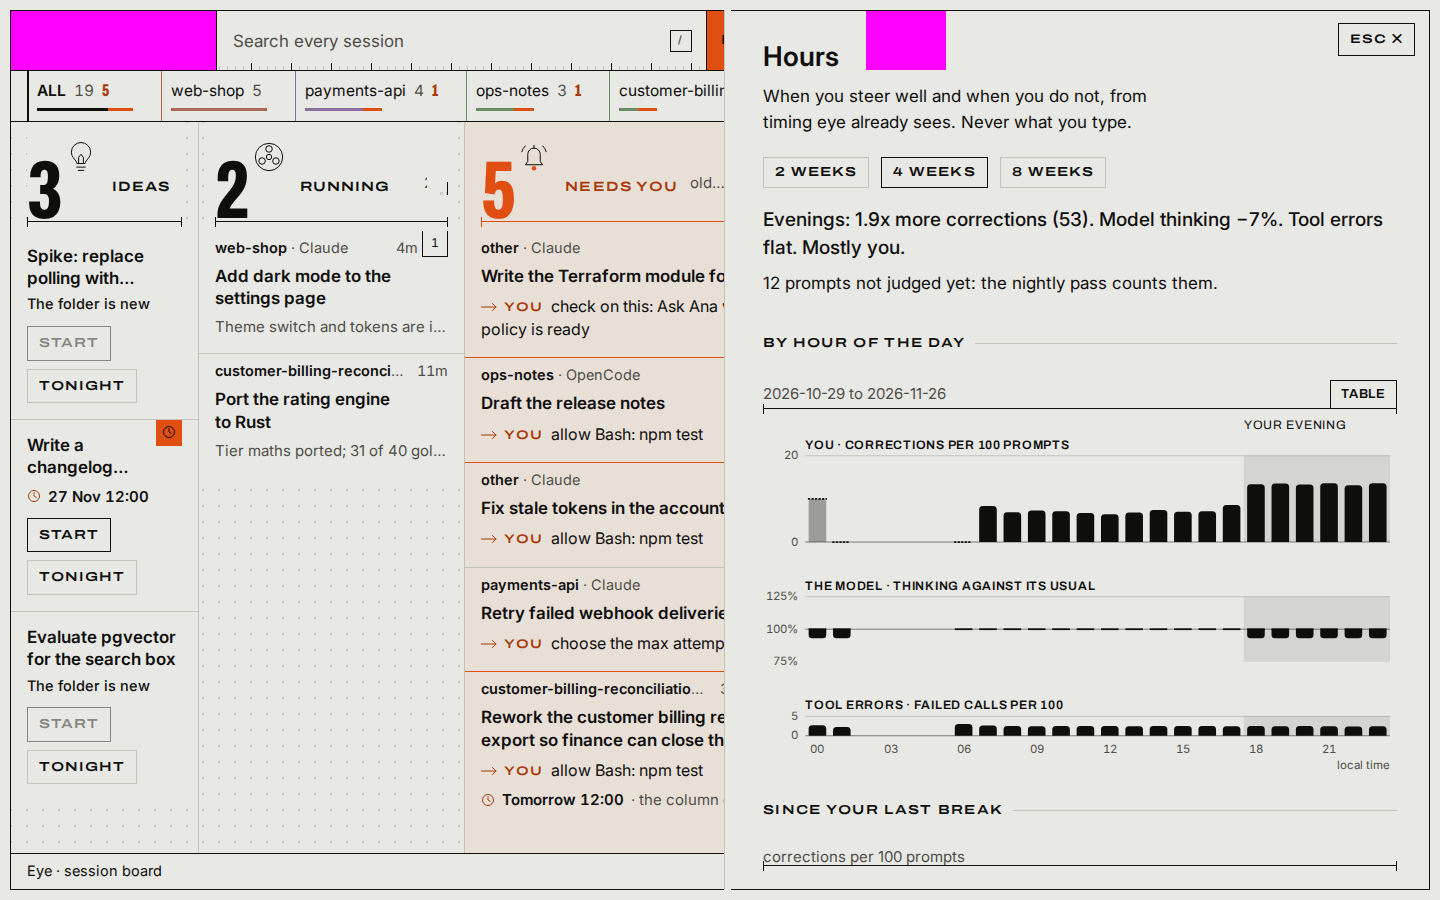 Search every session
/
ALL 19 5
web-shop 5
payments-api 4 1
ops-notes 3 1
customer-billin
3 IDEAS
Spike: replace
polling with...
The folder is new
START
TONIGHT
Write a
changelog...
27 Nov 12:00
START
TONIGHT
Evaluate pgvector
for the search box
The folder is new
START
TONIGHT
2 RUNNING
web-shop · Claude 4m 1
Add dark mode to the
settings page
Theme switch and tokens are i...
customer-billing-reconci... 11m
Port the rating engine
to Rust
Tier maths ported; 31 of 40 gol...
5 NEEDS YOU old...
other · Claude
Write the Terraform module fo
→ YOU check on this: Ask Ana
policy is ready
ops-notes · OpenCode
Draft the release notes
→ YOU allow Bash: npm test
other · Claude
Fix stale tokens in the account
→ YOU allow Bash: npm test
payments-api · Claude
Retry failed webhook deliverie
→ YOU choose the max attemp
customer-billing-reconciliatio...
Rework the customer billing re
export so finance can close th
→ YOU allow Bash: npm test
Tomorrow 12:00 · the column
Eye · session board
Hours
ESC ✕
When you steer well and when you do not, from
timing eye already sees. Never what you type.
2 WEEKS
4 WEEKS
8 WEEKS
Evenings: 1.9x more corrections (53). Model thinking −7%. Tool errors
flat. Mostly you.
12 prompts not judged yet: the nightly pass counts them.
BY HOUR OF THE DAY
2026-10-29 to 2026-11-26
TABLE
YOUR EVENING
YOU · CORRECTIONS PER 100 PROMPTS
20
0
THE MODEL · THINKING AGAINST ITS USUAL
125%
100%
75%
TOOL ERRORS · FAILED CALLS PER 100
5
0
00 03 06 09 12 15 18 21
local time
SINCE YOUR LAST BREAK
corrections per 100 prompts